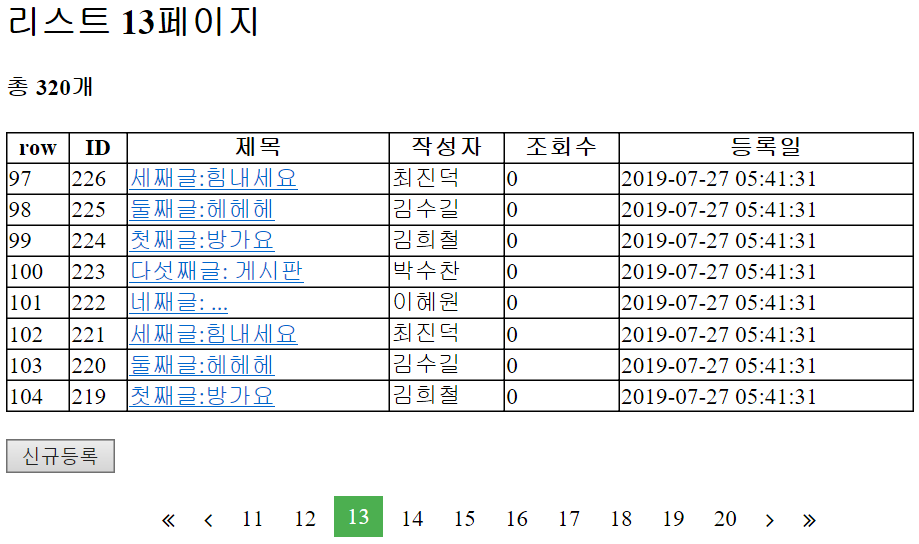 리스트 13페이지
총 320개
row ID 제목 작성자 조회수 등록일
97 226 세째글:힘내세요 최진덕 0 2019-07-27 05:41:31
98 225 둘째글:헤헤헤 김수길 0 2019-07-27 05:41:31
99 224 첫째글:방가요 김희철 0 2019-07-27 05:41:31
100 223 다섯째글: 게시판 박수찬 0 2019-07-27 05:41:31
101 222 네째글: ... 이혜원 0 2019-07-27 05:41:31
102 221 세째글:힘내세요 최진덕 0 2019-07-27 05:41:31
103 220 둘째글:헤헤헤 김수길 0 2019-07-27 05:41:31
104 219 첫째글:방가요 김희철 0 2019-07-27 05:41:31
신규등록
« ‹ 11 12 13 14 15 16 17 18 19 20 › »